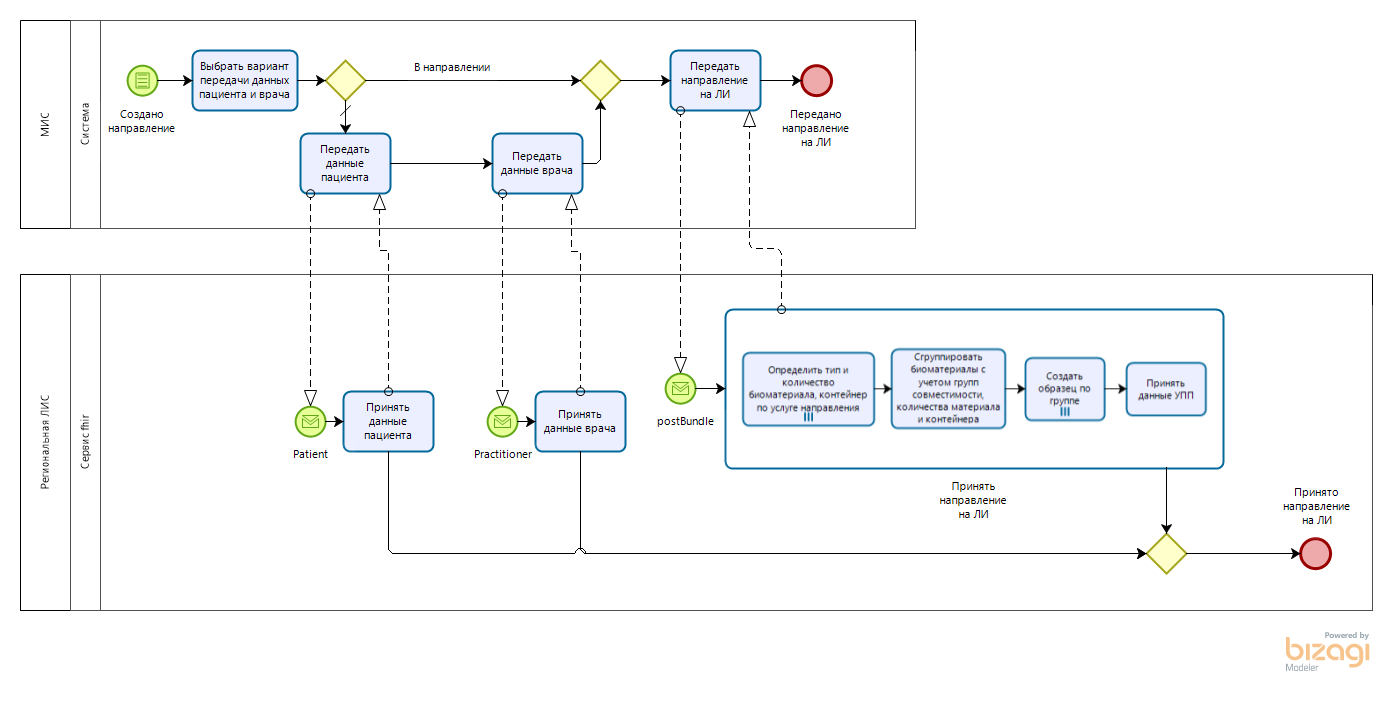 МИС
Система
Создано
направление
Выбрать вариант
передачи данных
пациента и врача
В направлении
Передать
данные
пациента
Передать
данные врача
Передать
направление
на ЛИ
Передано
направление
на ЛИ
Региональная ЛИС
Сервис fhir
Patient
Принять
данные
пациента
Practitioner
Принять
данные врача
postBundle
Определить тип и
количество
биоматериала, контейнер
по услуге направления
Сгруппировать
биоматериалы с
учетом групп
совместимости,
количества материала
и контейнера
Создать
образец по
группе
Принять
данные УПП
Принять
направление
на ЛИ
Принято
направление
на ЛИ
Powered by
bizagi
Modeler